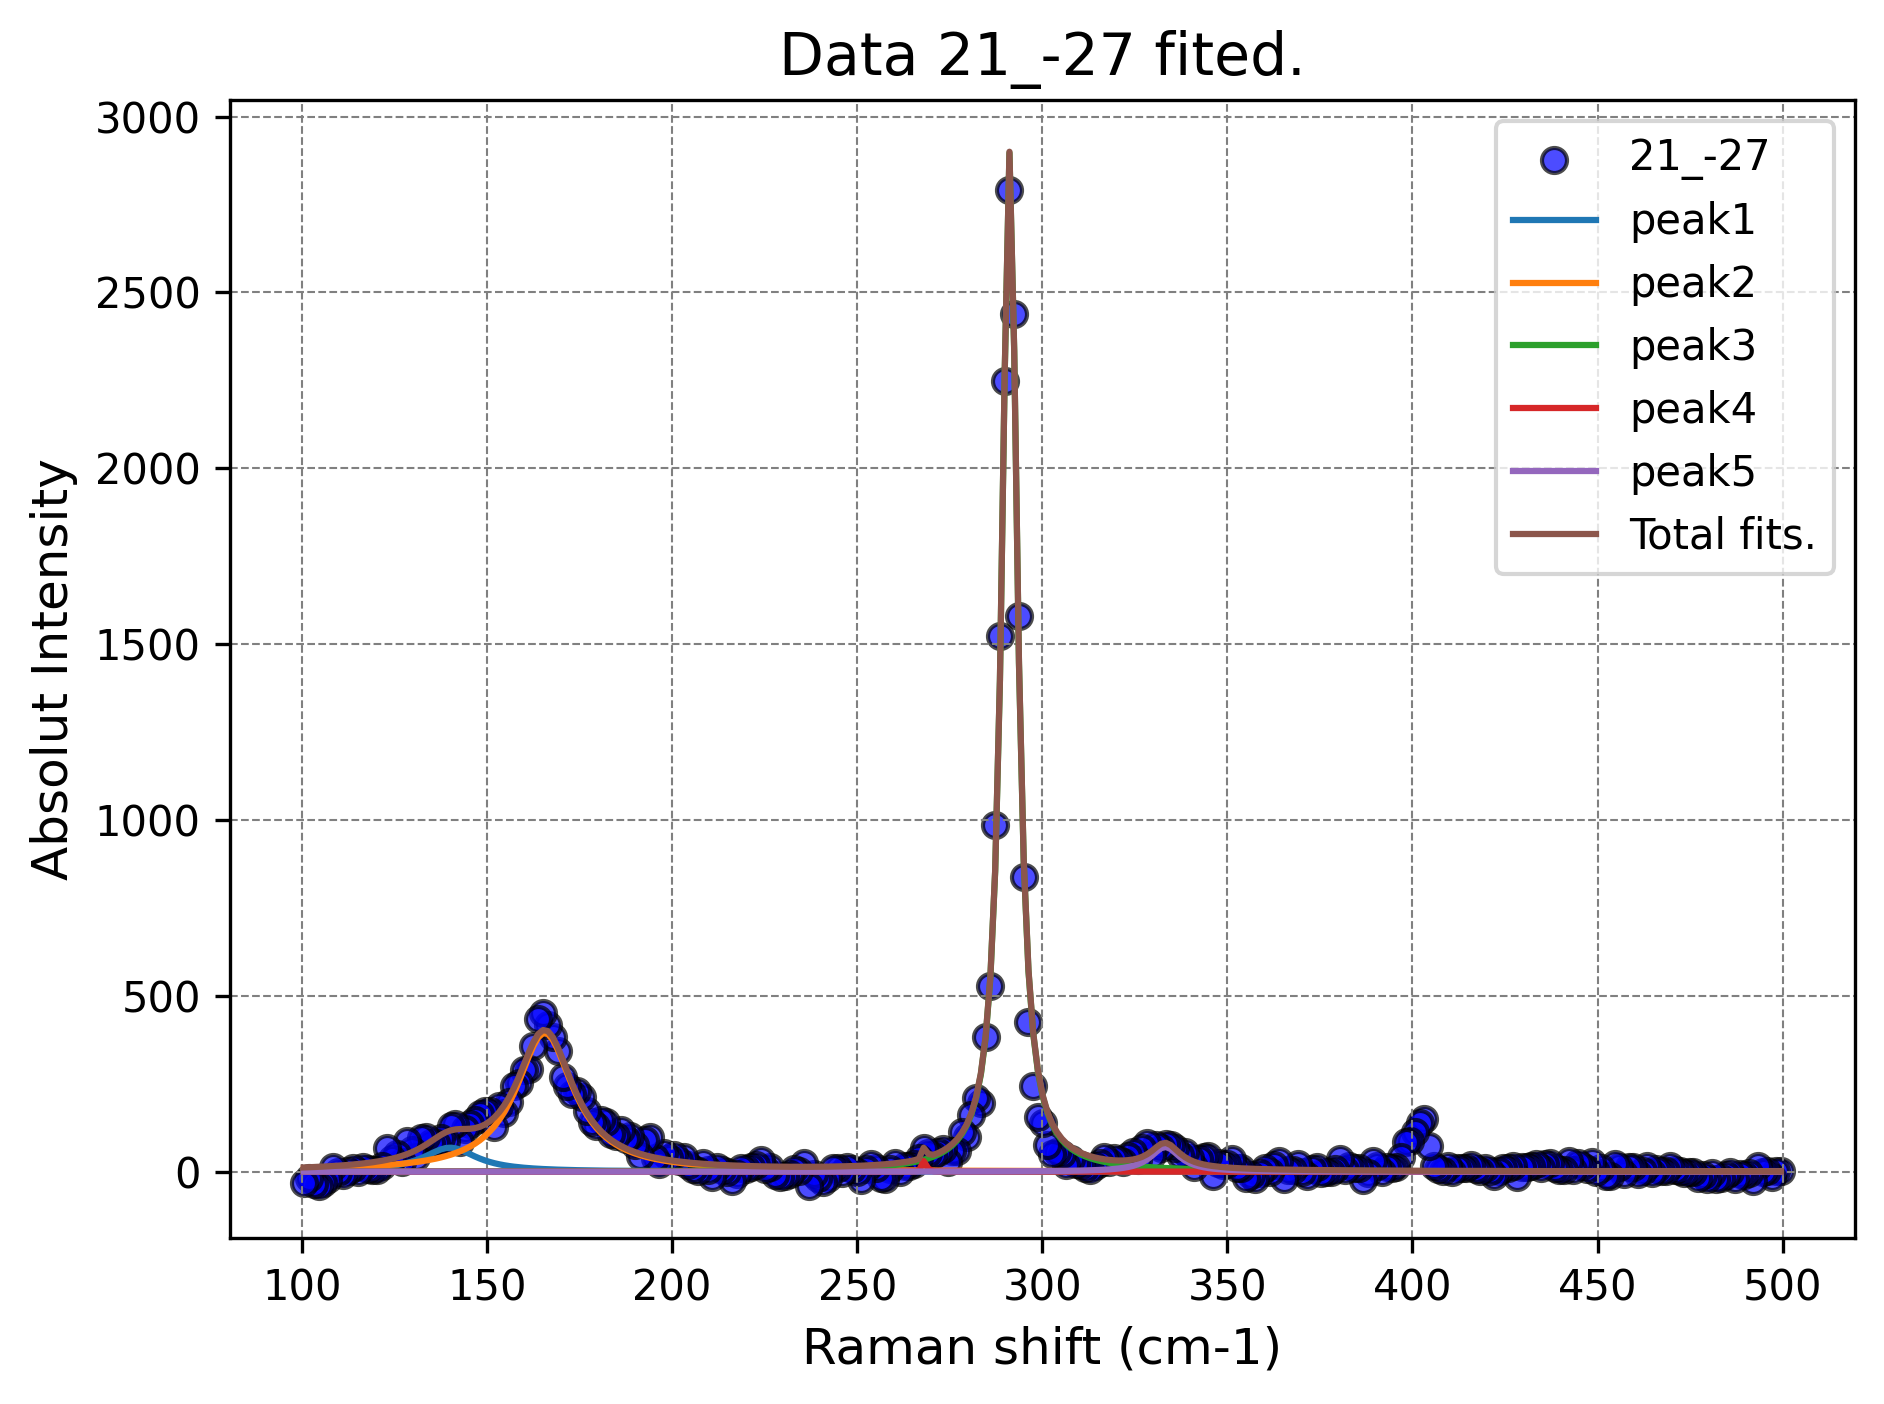 Data 21_-27 fited.
3000
2500
2000
1500
1000
500
0
Absolut Intensity
21_-27
peak1
peak2
peak3
peak4
peak5
Total fits.
100 150 200 250 300 350 400 450 500
Raman shift (cm-1)